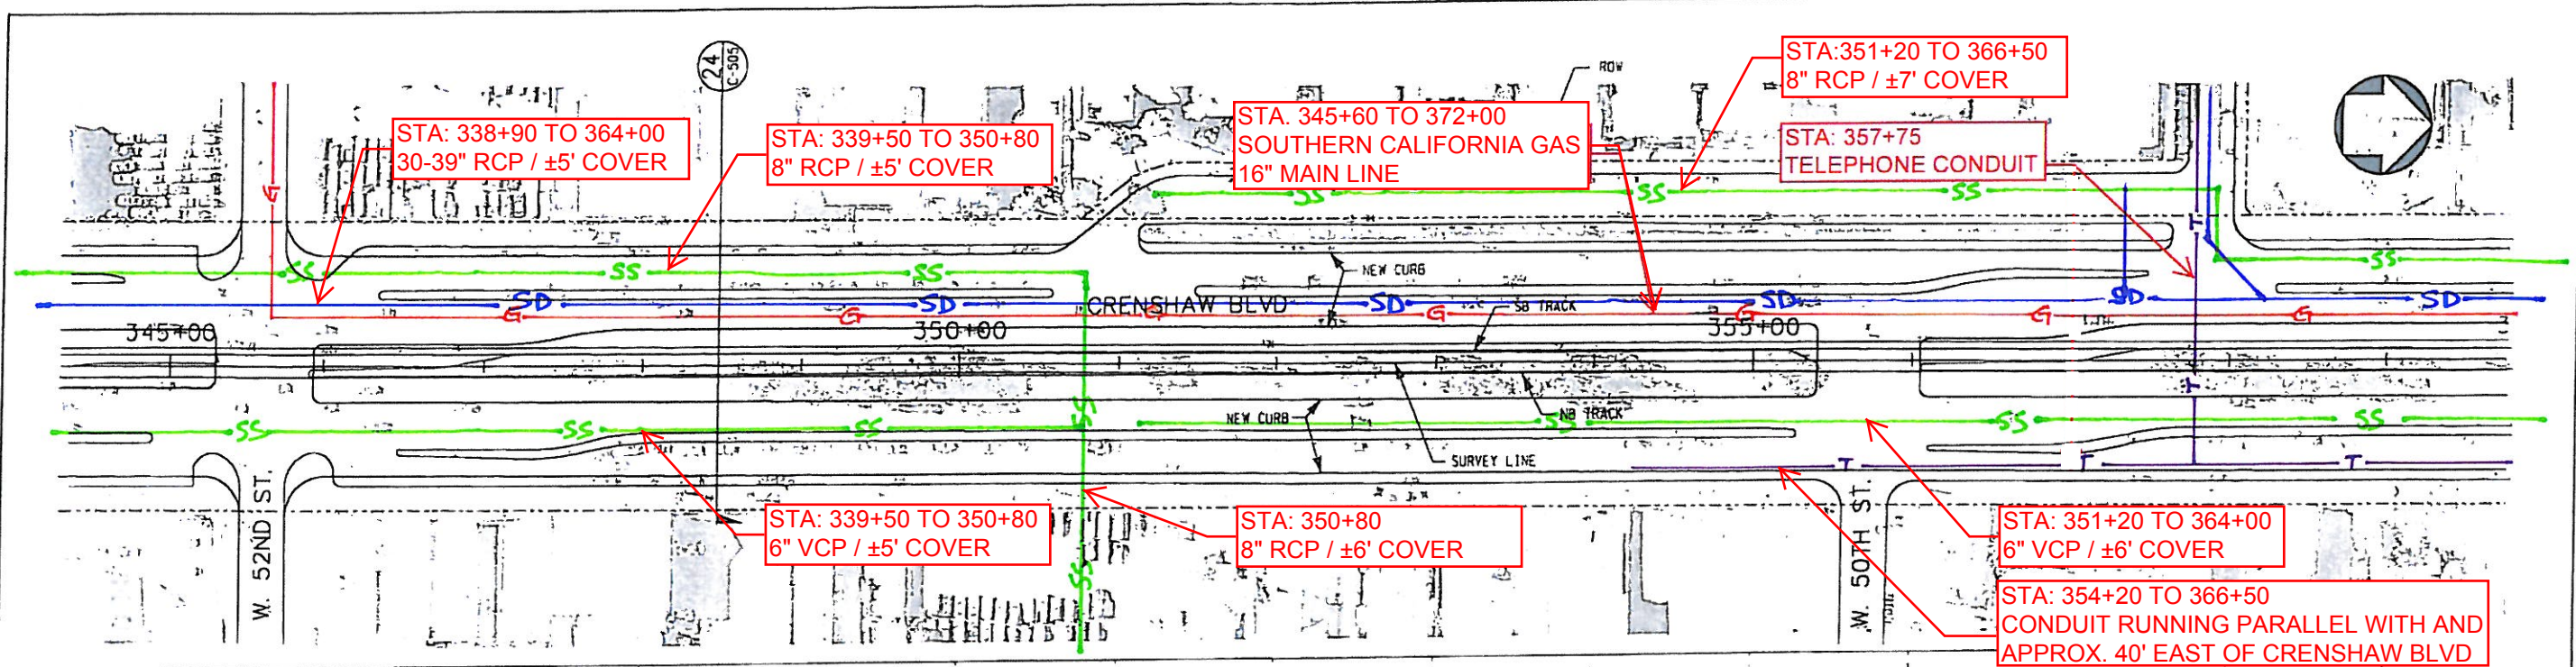 24
C-505
ROW
STA:351+20 TO 366+50
8" RCP / ±7' COVER
STA: 338+90 TO 364+00
30-39" RCP / ±5' COVER
STA: 339+50 TO 350+80
8" RCP / ±5' COVER
STA. 345+60 TO 372+00
SOUTHERN CALIFORNIA GAS
16" MAIN LINE
STA: 357+75
TELEPHONE CONDUIT
G
SS SS SS
T
SS SS SS
SS
NEW CURB
SD SD CRENSHAW BLVD SD SD SD SD
G G G G G G G
SB TRACK
345+00 350+00 355+00
T
SS
NEW CURB
NB TRACK
SS SS SS SS SS SS
SURVEY LINE
T T T
W. 52ND ST.
W. 50TH ST.
STA: 339+50 TO 350+80
6" VCP / ±5' COVER
STA: 350+80
8" RCP / ±6' COVER
STA: 351+20 TO 364+00
6" VCP / ±6' COVER
SS
STA: 354+20 TO 366+50
CONDUIT RUNNING PARALLEL WITH AND
APPROX. 40' EAST OF CRENSHAW BLVD